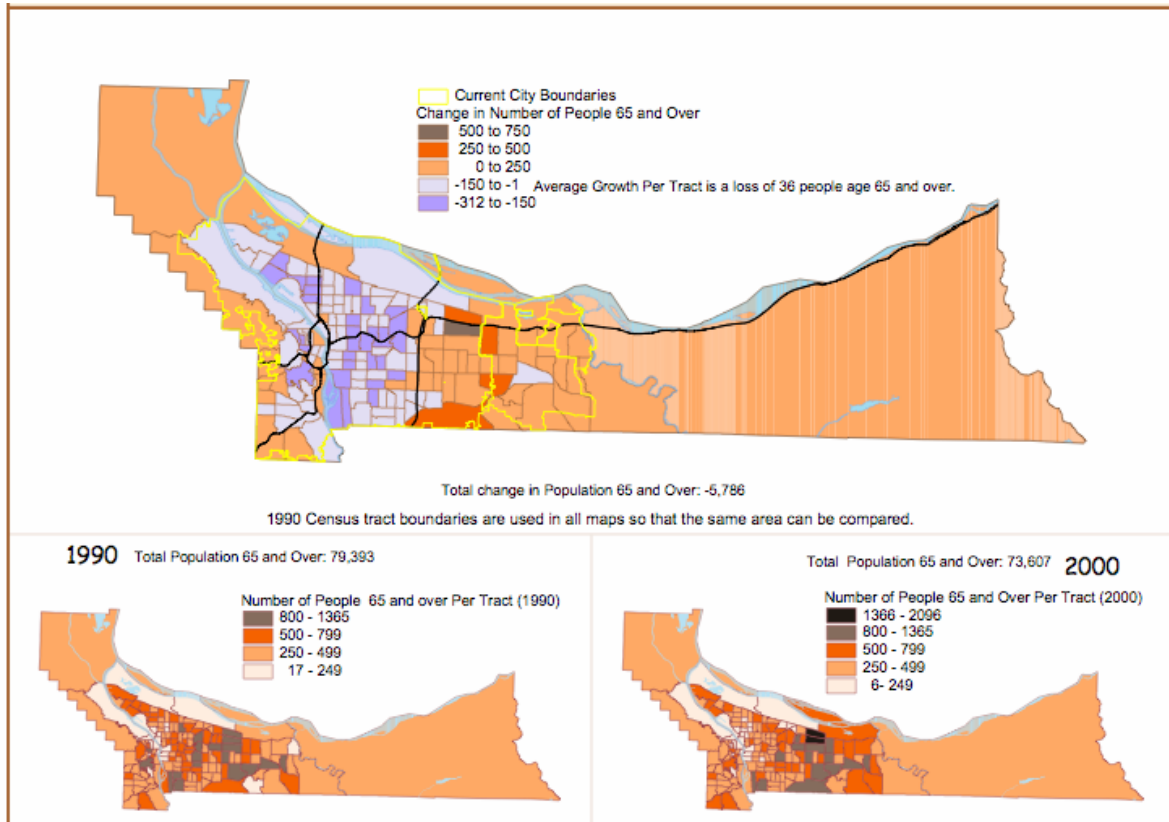 Current City Boundaries
Change in Number of People 65 and Over
500 to 750
250 to 500
0 to 250
-150 to -1 Average Growth Per Tract is a loss of 36 people age 65 and over.
-312 to -150
Total change in Population 65 and Over: -5,786
1990 Census tract boundaries are used in all maps so that the same area can be compared.
1990 Total Population 65 and Over: 79,393
Number of People 65 and over Per Tract (1990)
800 - 1365
500 - 799
250 - 499
17 - 249
Total Population 65 and Over: 73,607 2000
Number of People 65 and Over Per Tract (2000)
1366 - 2096
800 - 1365
500 - 799
250 - 499
6- 249